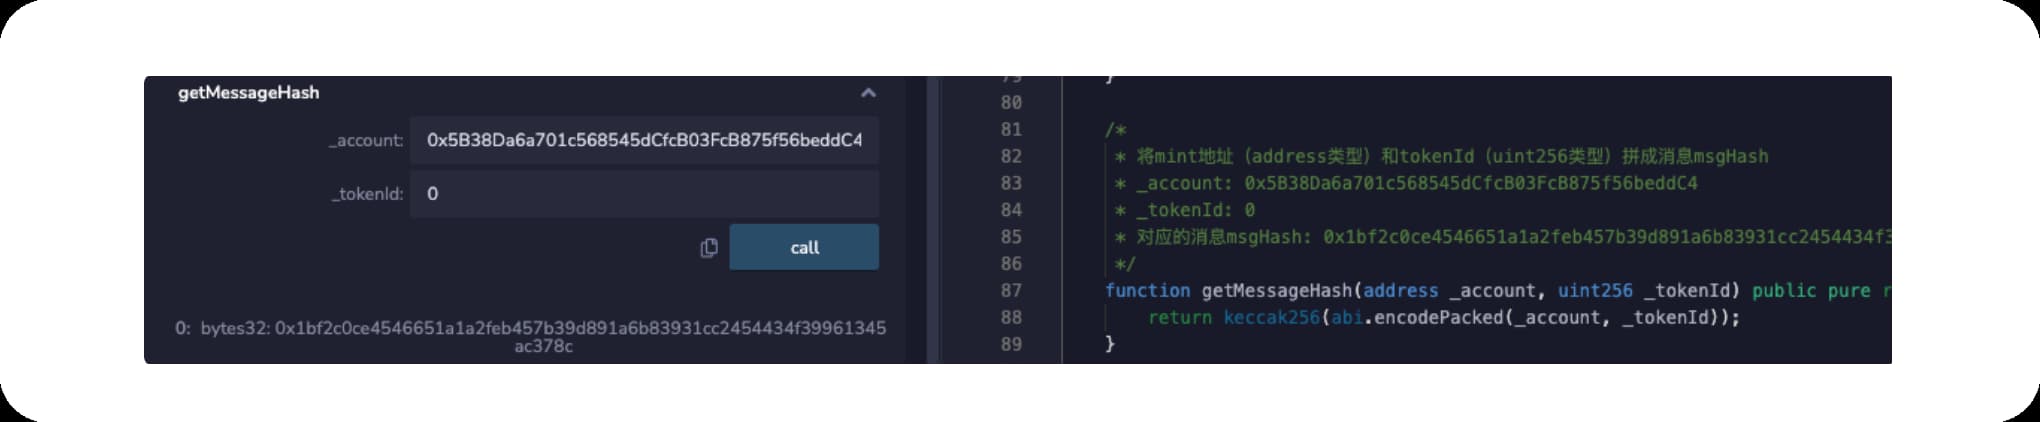 getMessageHash
_account:
0x5B38Da6a701c568545dCfcB03FcB875f56beddC4
_tokenId:
0
call
0: bytes32: 0x1bf2c0ce4546651a1a2feb457b39d891a6b83931cc2454434f39961345
ac378c
79 }
80
81 /*
82 * 将mint地址（address类型）和tokenId（uint256类型）拼成消息msgHash
83 * _account: 0x5B38Da6a701c568545dCfcB03FcB875f56beddC4
84 * _tokenId: 0
85 * 对应的消息msgHash: 0x1bf2c0ce4546651a1a2feb457b39d891a6b83931cc2454434f3
86 */
87 function getMessageHash(address _account, uint256 _tokenId) public pure r
88 return keccak256(abi.encodePacked(_account, _tokenId));
89 }